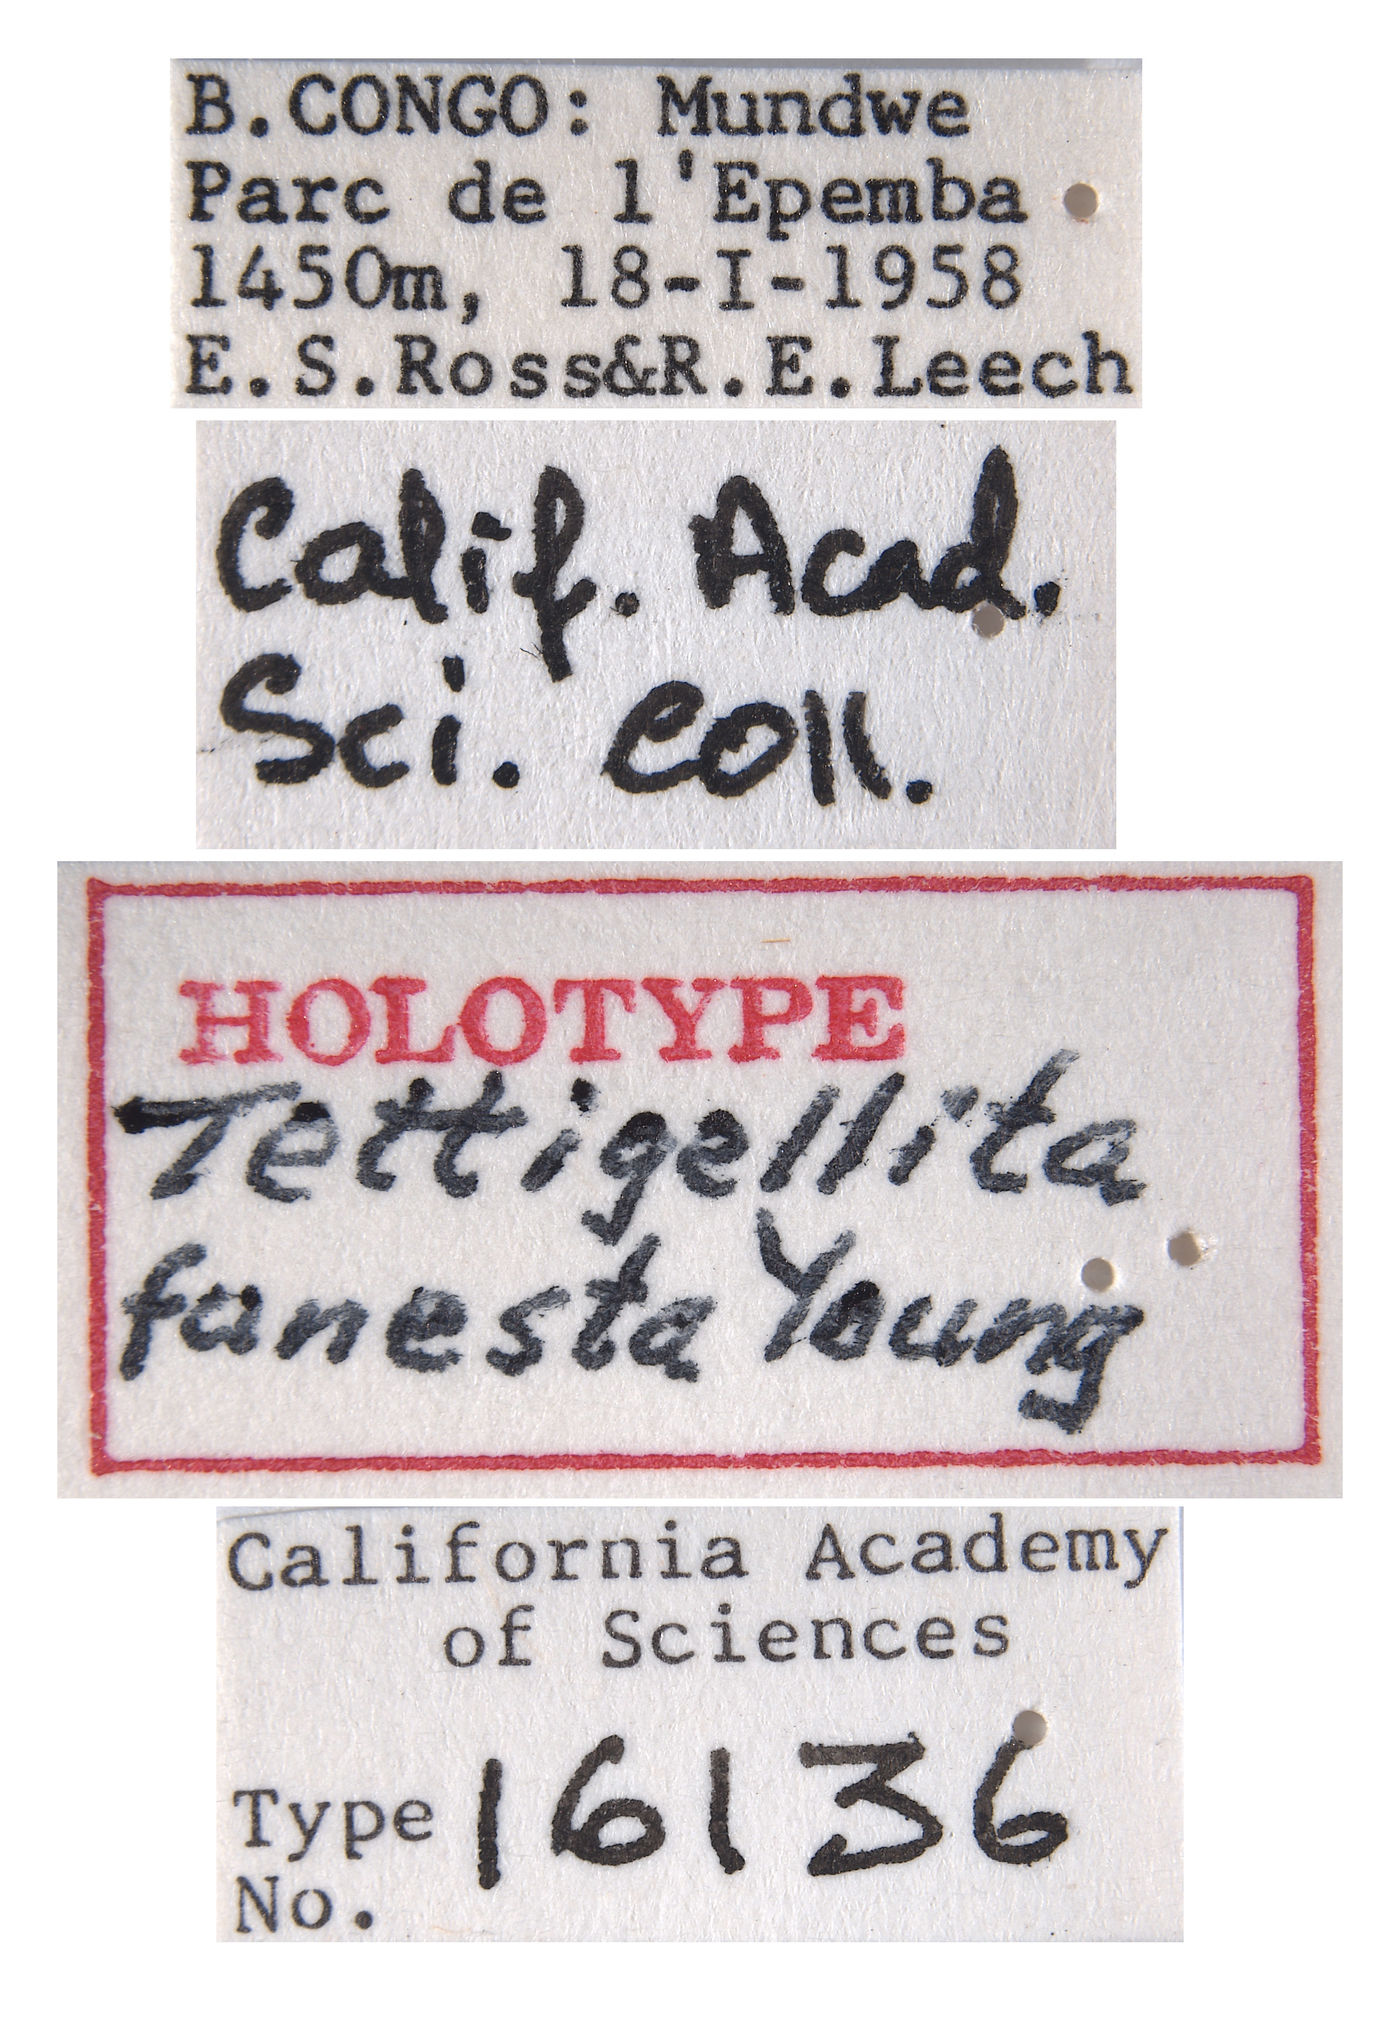 B.CONGO: Mundwe
Parc de l'Epemba
1450m, 18-I-1958
E.S.Ross&R.E.Leech
Calif. Acad.
Sci. Coll.
HOLOTYPE
Tettigellita
fanesta Young
California Academy
of Sciences
Type 16136
No.